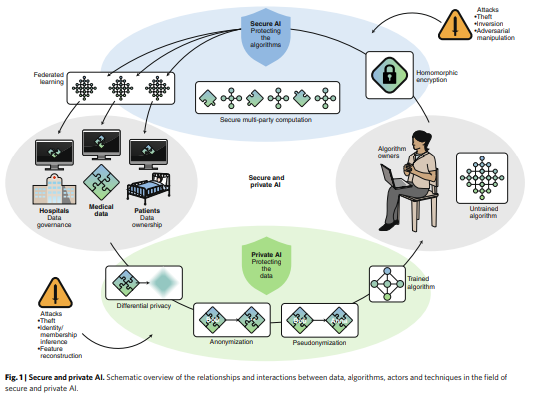 Secure AI
Protecting
the
algorithms
Attacks
•Theft
•Inversion
•Adversarial
manipulation
Federated
learning
Homomorphic
encryption
Secure multi-party computation
Algorithm
owners
Untrained
algorithm
Secure and
private AI
Hospitals
Data
governance
Medical
data
Patients
Data
ownership
Private AI
Protecting
the
data
Differential privacy
Trained
algorithm
Anonymization
Pseudonymization
Attacks
•Theft
•Identity/
membership
inference
•Feature
reconstruction
Fig. 1 | Secure and private AI. Schematic overview of the relationships and interactions between data, algorithms, actors and techniques in the field of
secure and private AI.